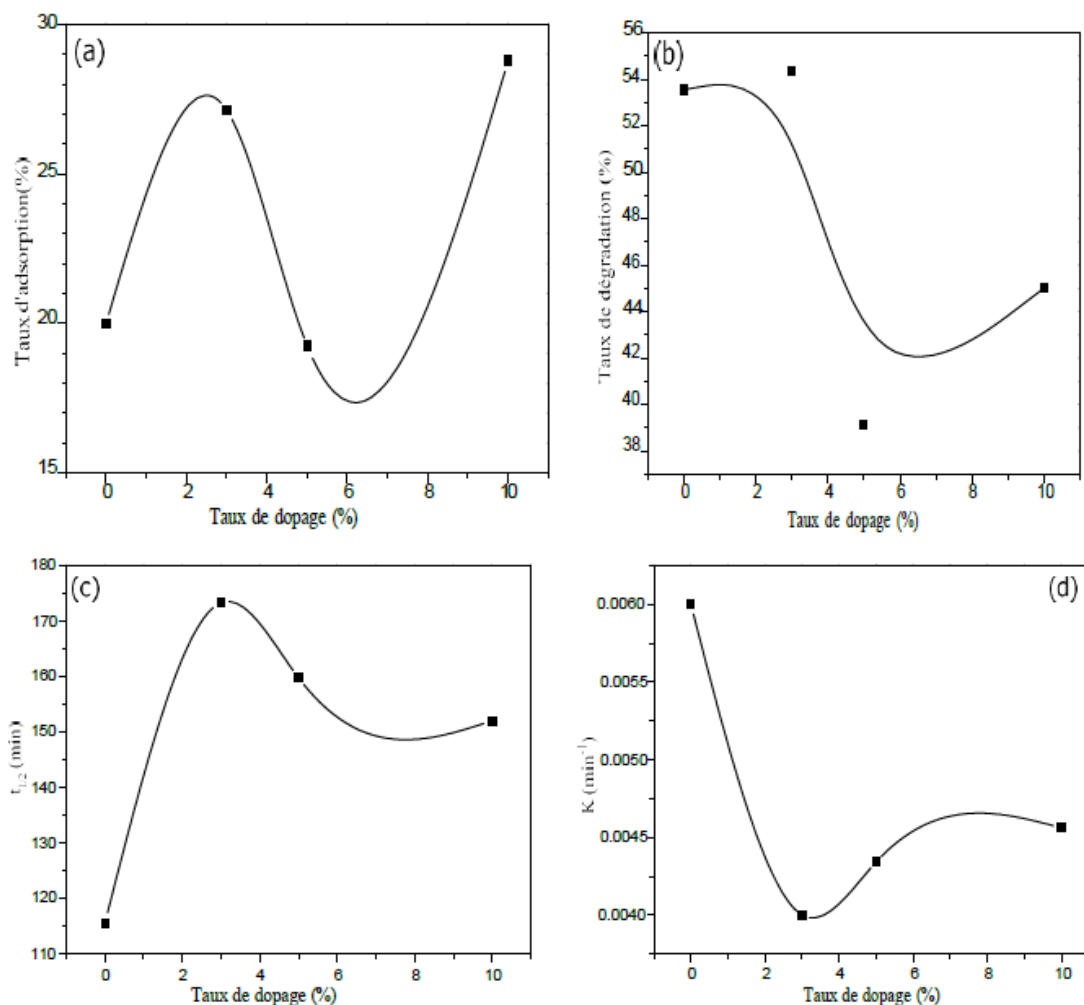 (a)
30
25
20
15
Taux d'adsorption(%)
0 2 4 6 8 10
Taux de dopage (%)
(b)
56
54
52
50
48
46
44
42
40
38
Taux de dégradation (%)
0 2 4 6 8 10
Taux de dopage (%)
(c)
180
170
160
150
140
130
120
110
t1/2 (min)
0 2 4 6 8 10
Taux de dopage (%)
(d)
0.0060
0.0055
0.0050
0.0045
0.0040
K (min-1)
0 2 4 6 8 10
Taux de dopage (%)